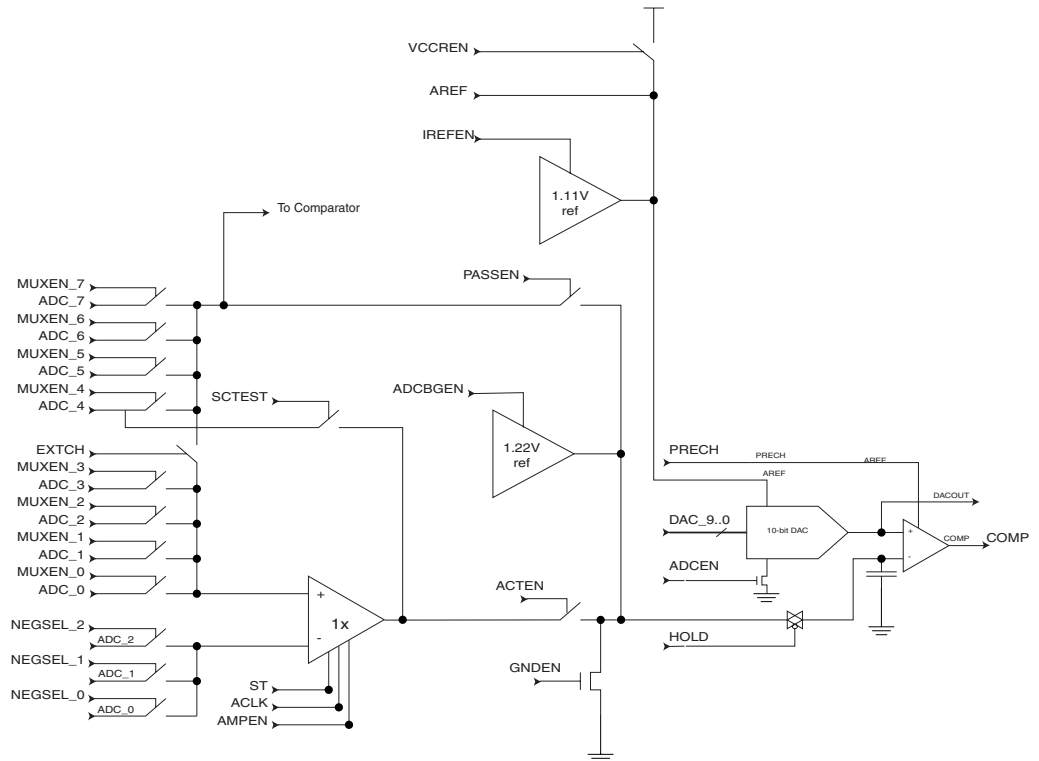 VCCREN
AREF
IREFEN
1.11V
ref
To Comparator
PASSEN
MUXEN_7
ADC_7
MUXEN_6
ADC_6
MUXEN_5
ADC_5
MUXEN_4
ADC_4
SCTEST
ADCBGEN
EXTCH
1.22V
ref
MUXEN_3
ADC_3
MUXEN_2
ADC_2
MUXEN_1
ADC_1
MUXEN_0
ADC_0
PRECH
PRECH
AREF
AREF
DACOUT
DAC_9..0
10-bit DAC
+
-
COMP
COMP
ADCEN
NEGSEL_2
ADC_2
NEGSEL_1
ADC_1
NEGSEL_0
ADC_0
+
1x
-
ACTEN
HOLD
GNDEN
ST
ACLK
AMPEN